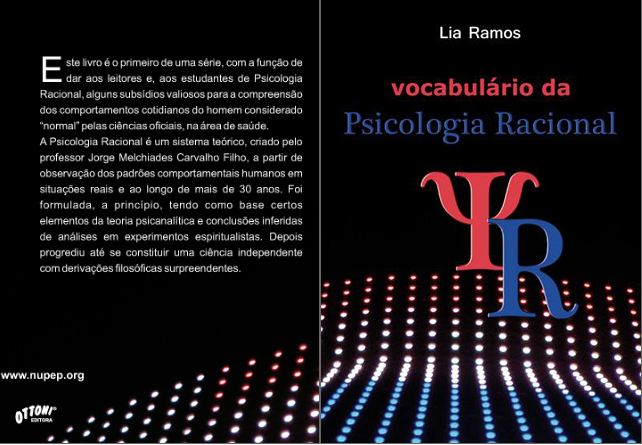 Este livro é o primeiro de uma série, com a função de
dar aos leitores e, aos estudantes de Psicologia
Racional, alguns subsídios valiosos para a compreensão
dos comportamentos cotidianos do homem considerado
“normal” pelas ciências oficiais, na área de saúde.
A Psicologia Racional é um sistema teórico, criado pelo
professor Jorge Melchiades Carvalho Filho, a partir de
observação dos padrões comportamentais humanos em
situações reais e ao longo de mais de 30 anos. Foi
formulada, a princípio, tendo como base certos
elementos da teoria psicanalítica e conclusões inferidas
de análises em experimentos espiritualistas. Depois
progrediu até se constituir uma ciência independente
com derivações filosóficas surpreendentes.
www.nupep.org
OTTONI
EDITORA
Lia Ramos
vocabulário da
Psicologia Racional
ΨR